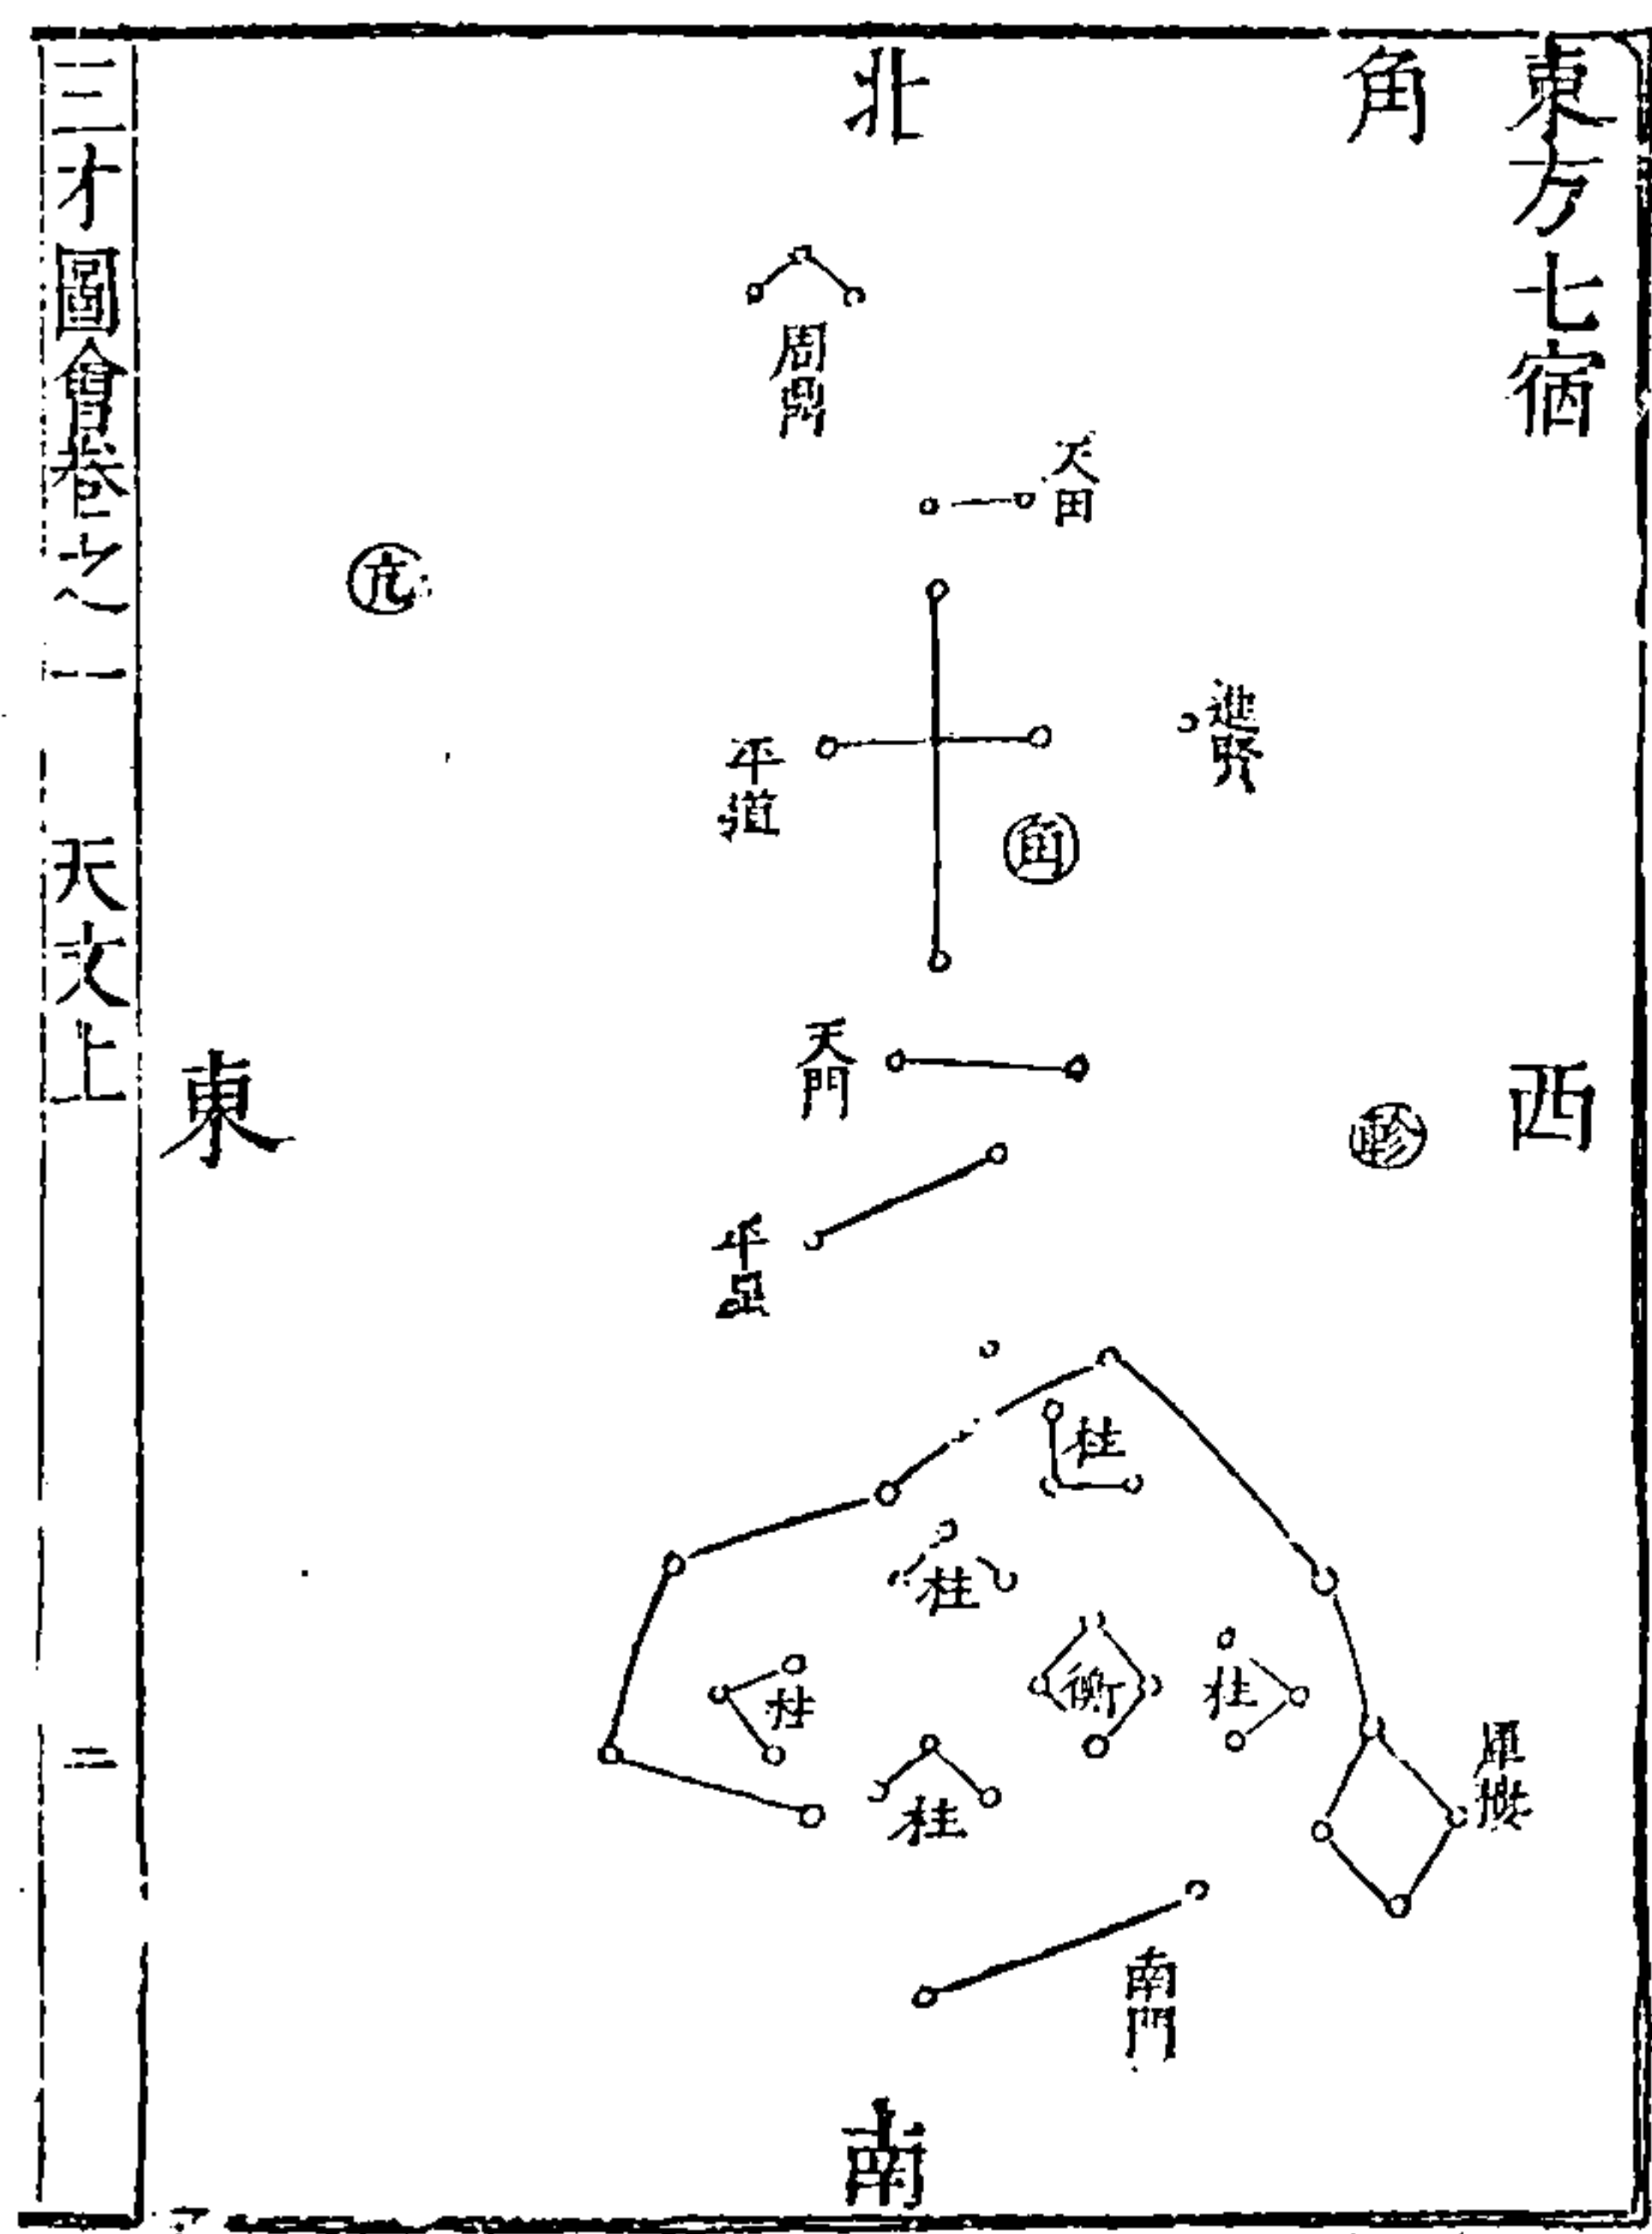 東方七宿
角
北
周鼎
天田
亢
進賢
平道
角
天門
東
西
軫
平星
柱
柱
柱
衡
柱
柱
庫樓
南門
南
三才圖會卷之一
天文上
二